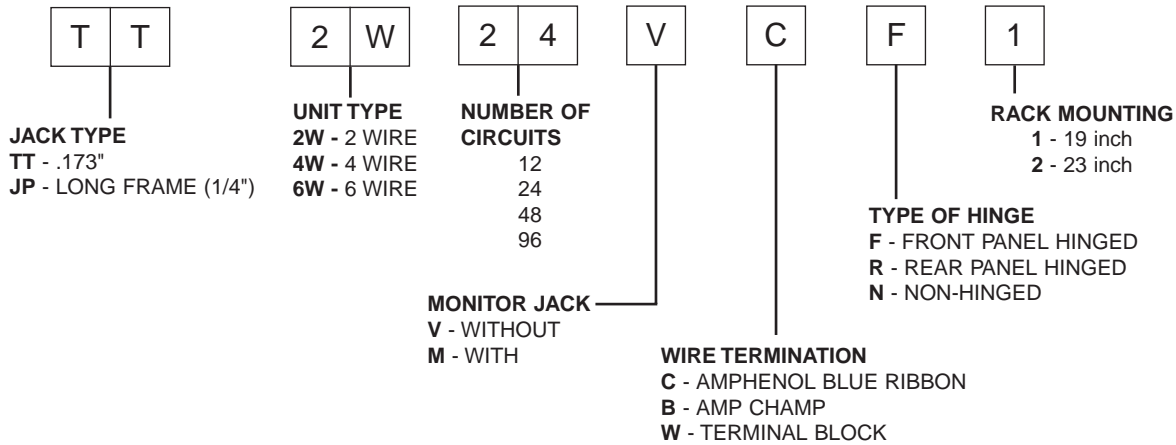 T T 2 W 2 4 V C F 1
JACK TYPE
TT - .173"
JP - LONG FRAME (1/4")
UNIT TYPE
2W - 2 WIRE
4W - 4 WIRE
6W - 6 WIRE
NUMBER OF
CIRCUITS
12
24
48
96
MONITOR JACK
V - WITHOUT
M - WITH
WIRE TERMINATION
C - AMPHENOL BLUE RIBBON
B - AMP CHAMP
W - TERMINAL BLOCK
TYPE OF HINGE
F - FRONT PANEL HINGED
R - REAR PANEL HINGED
N - NON-HINGED
RACK MOUNTING
1 - 19 inch
2 - 23 inch